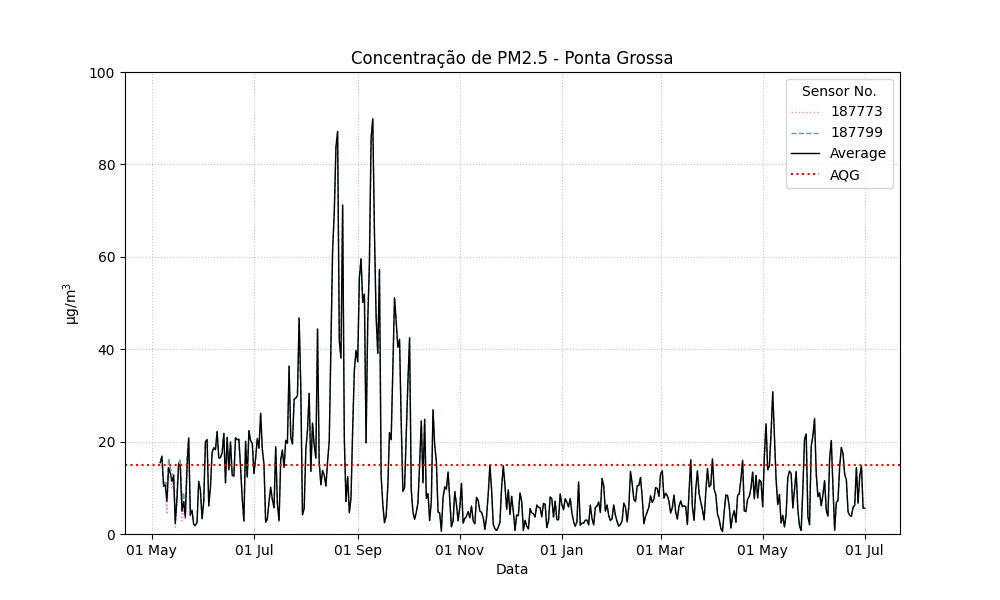 Concentração de PM2.5 - Ponta Grossa
100
80
60
40
20
0
µg/m³
Sensor No.
187773
187799
Average
AQG
01 May
01 Jul
01 Sep
01 Nov
01 Jan
01 Mar
01 May
01 Jul
Data